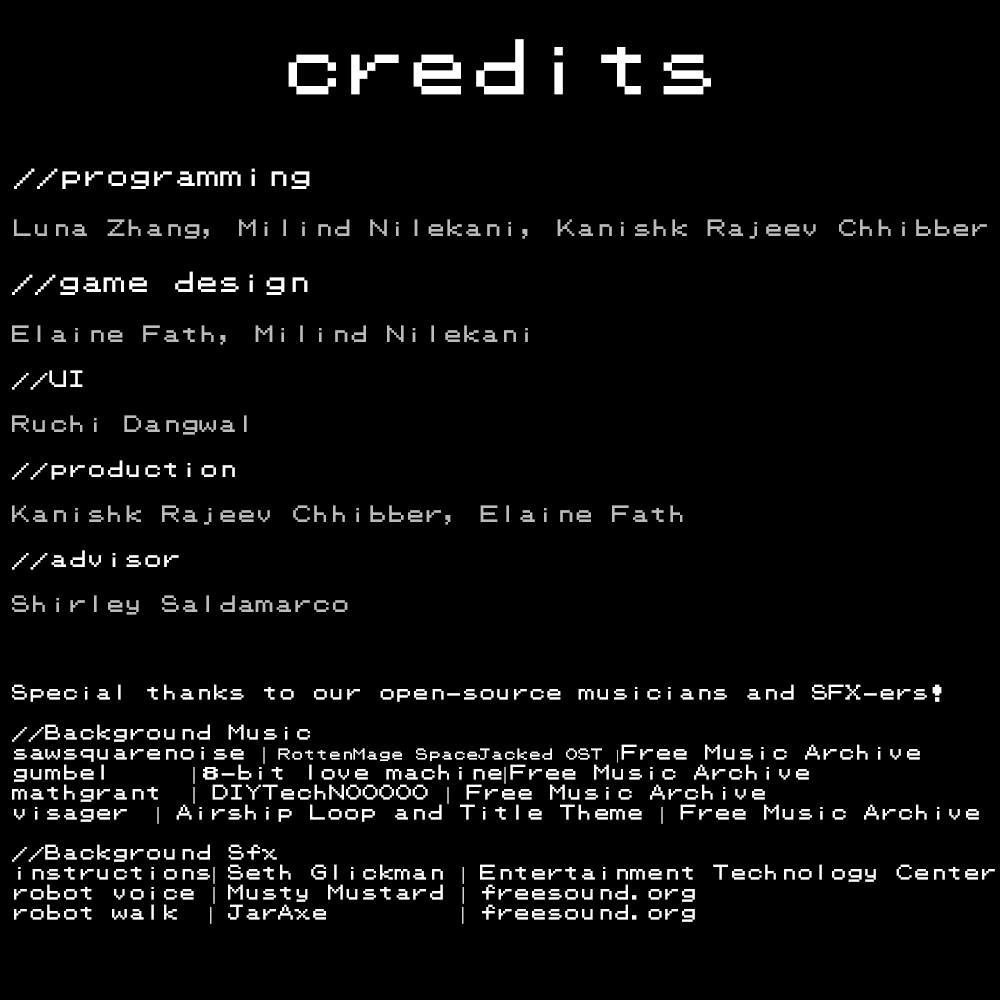 credits
//programming
Luna Zhang, Milind Nilekani, Kanishk Rajeev Chhibber
//game design
Elaine Fath, Milind Nilekani
//UI
Ruchi Dangwal
//production
Kanishk Rajeev Chhibber, Elaine Fath
//advisor
Shirley Saldamarco
Special thanks to our open-source musicians and SFX-ers!
//Background Music
sawsquarenoise | RottenMage SpaceJacked OST |Free Music Archive
gumbel |8-bit love machine|Free Music Archive
mathgrant | DIYTechNOOOOO | Free Music Archive
visager | Airship Loop and Title Theme | Free Music Archive
//Background Sfx
instructions| Seth Glickman | Entertainment Technology Center
robot voice | Musty Mustard | freesound.org
robot walk | JarAxe | freesound.org